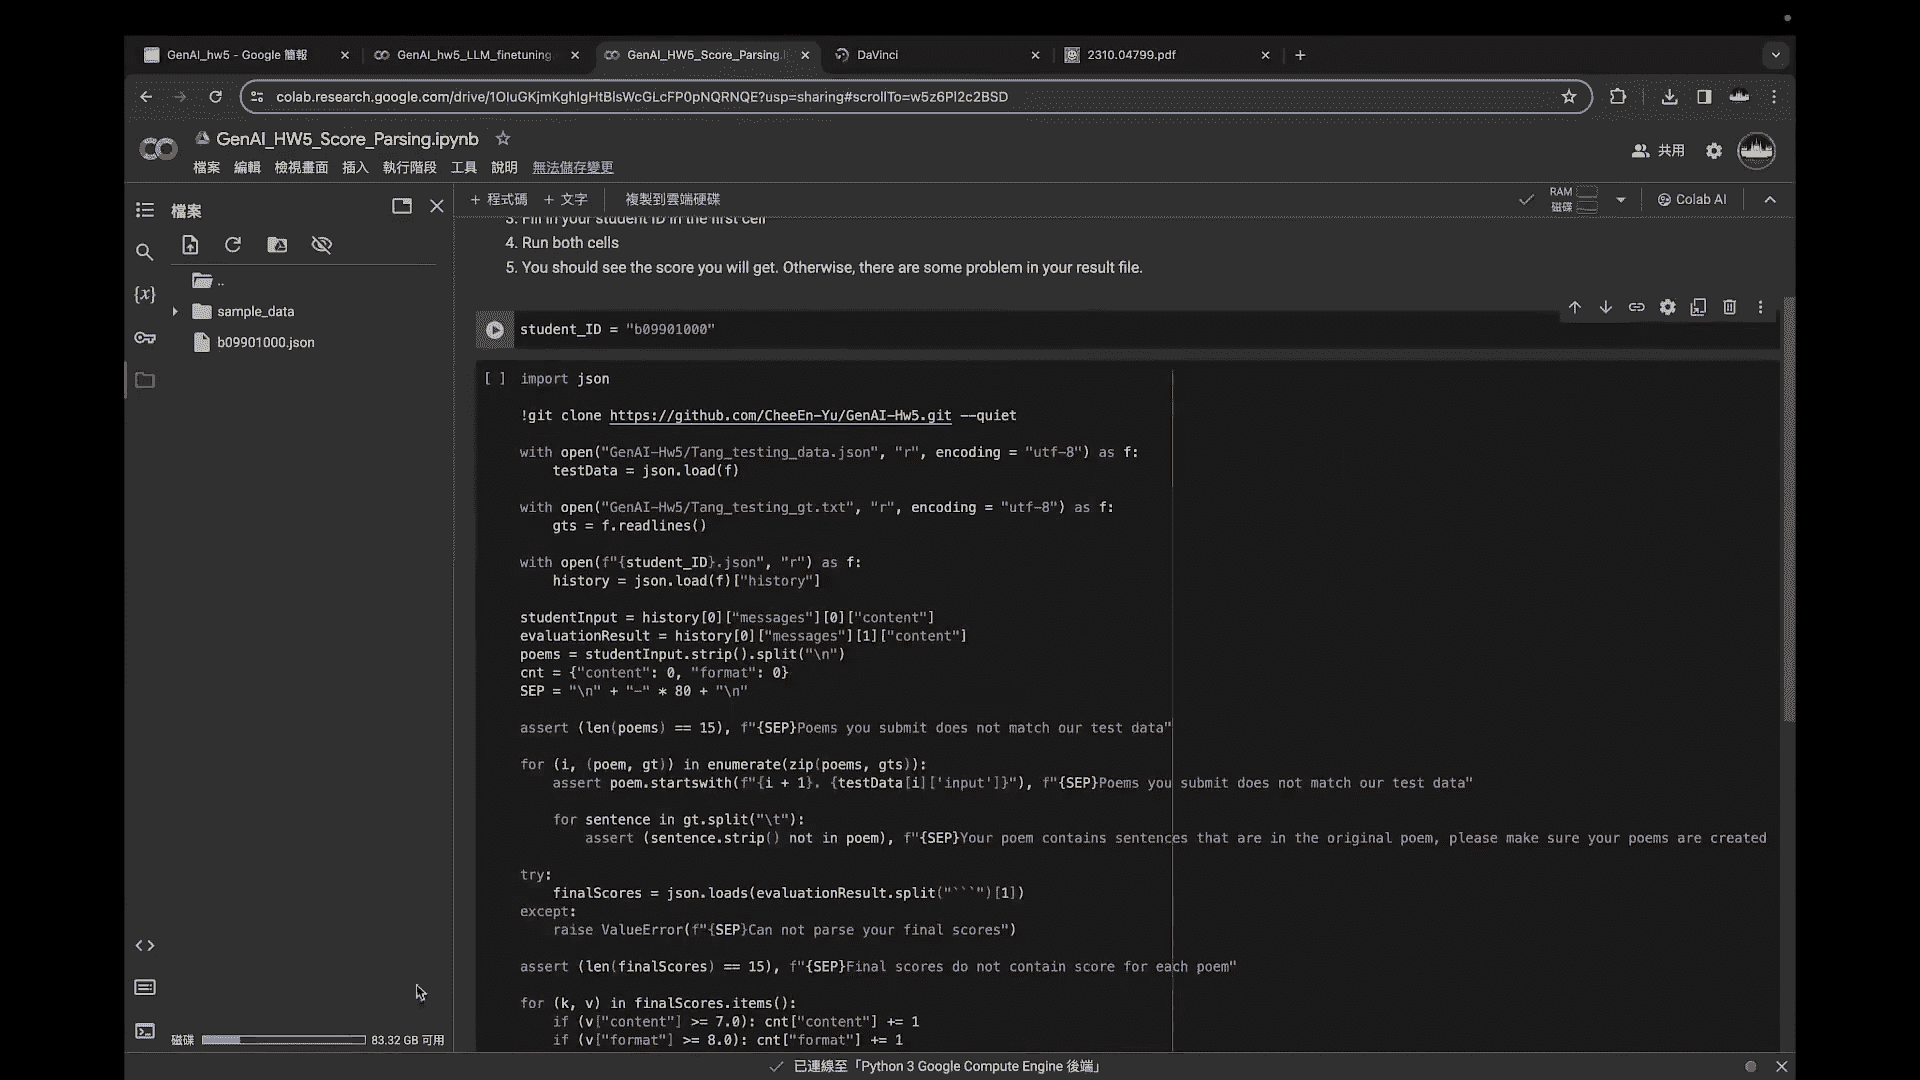 GenAI_hw5 - Google 簡報
GenAI_hw5_LLM_finetuning.
GenAI_HW5_Score_Parsing.i
DaVinci
2310.04799.pdf
colab.research.google.com/drive/1OIuGKjmKghIgHtBlsWcGLcFP0pNQRNQE?usp=sharing#scrollTo=w5z6Pl2c2BSD
GenAI_HW5_Score_Parsing.ipynb
檔案 編輯 檢視畫面 插入 執行階段 工具 說明 無法儲存變更
共用
檔案
+ 程式碼 + 文字 複製到雲端硬碟
RAM
磁碟
Colab AI
..
sample_data
b09901000.json
3. Fill in your student ID in the first cell
4. Run both cells
5. You should see the score you will get. Otherwise, there are some problem in your result file.
student_ID = "b09901000"
[ ] import json
!git clone https://github.com/CheeEn-Yu/GenAI-Hw5.git --quiet
with open("GenAI-Hw5/Tang_testing_data.json", "r", encoding = "utf-8") as f:
testData = json.load(f)
with open("GenAI-Hw5/Tang_testing_gt.txt", "r", encoding = "utf-8") as f:
gts = f.readlines()
with open(f"{student_ID}.json", "r") as f:
history = json.load(f)["history"]
studentInput = history[0]["messages"][0]["content"]
evaluationResult = history[0]["messages"][1]["content"]
poems = studentInput.strip().split("\n")
cnt = {"content": 0, "format": 0}
SEP = "\n" + "-" * 80 + "\n"
assert (len(poems) == 15), f"{SEP}Poems you submit does not match our test data"
for (i, (poem, gt)) in enumerate(zip(poems, gts)):
assert poem.startswith(f"{i + 1}. {testData[i]['input']}"), f"{SEP}Poems you submit does not match our test data"
for sentence in gt.split("\t"):
assert (sentence.strip() not in poem), f"{SEP}Your poem contains sentences that are in the original poem, please make sure your poems are created
try:
finalScores = json.loads(evaluationResult.split("```")[1])
except:
raise ValueError(f"{SEP}Can not parse your final scores")
assert (len(finalScores) == 15), f"{SEP}Final scores do not contain score for each poem"
for (k, v) in finalScores.items():
if (v["content"] >= 7.0): cnt["content"] += 1
if (v["format"] >= 8.0): cnt["format"] += 1
磁碟 83.32 GB 可用
已連線至「Python 3 Google Compute Engine 後端」